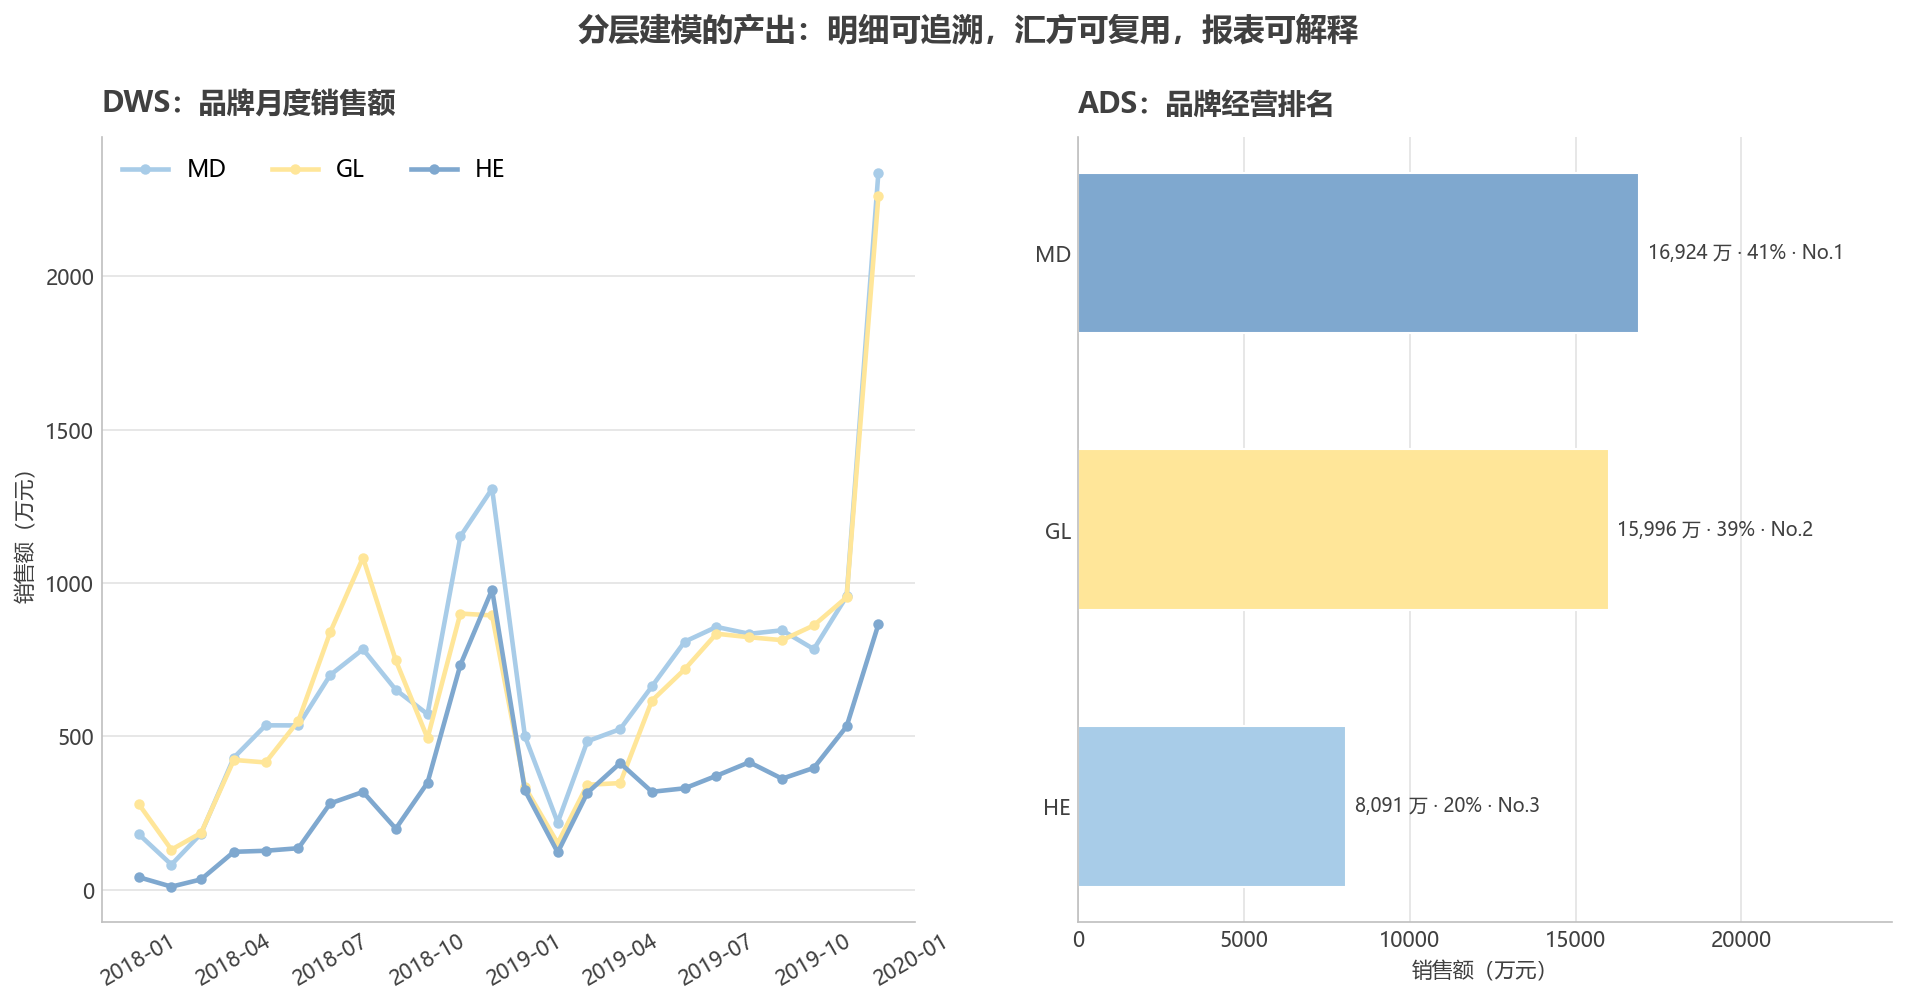 分层建模的产出：明细可追溯，汇方可复用，报表可解释
DWS：品牌月度销售额
MD
GL
HE
销售额（万元）
2000
1500
1000
500
0
2018-01
2018-04
2018-07
2018-10
2019-01
2019-04
2019-07
2019-10
2020-01
ADS：品牌经营排名
MD
16,924 万 · 41% · No.1
GL
15,996 万 · 39% · No.2
HE
8,091 万 · 20% · No.3
0
5000
10000
15000
20000
销售额（万元）